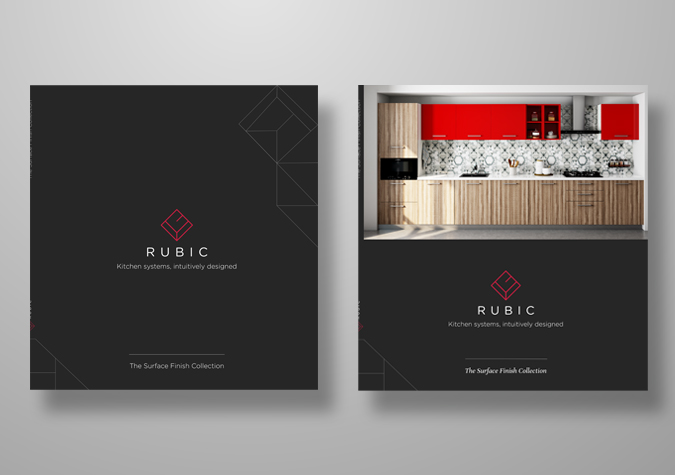 RUBIC
Kitchen systems, intuitively designed
The Surface Finish Collection
RUBIC
Kitchen systems, intuitively designed
The Surface Finish Collection